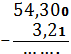 54,300
- 3,21
........